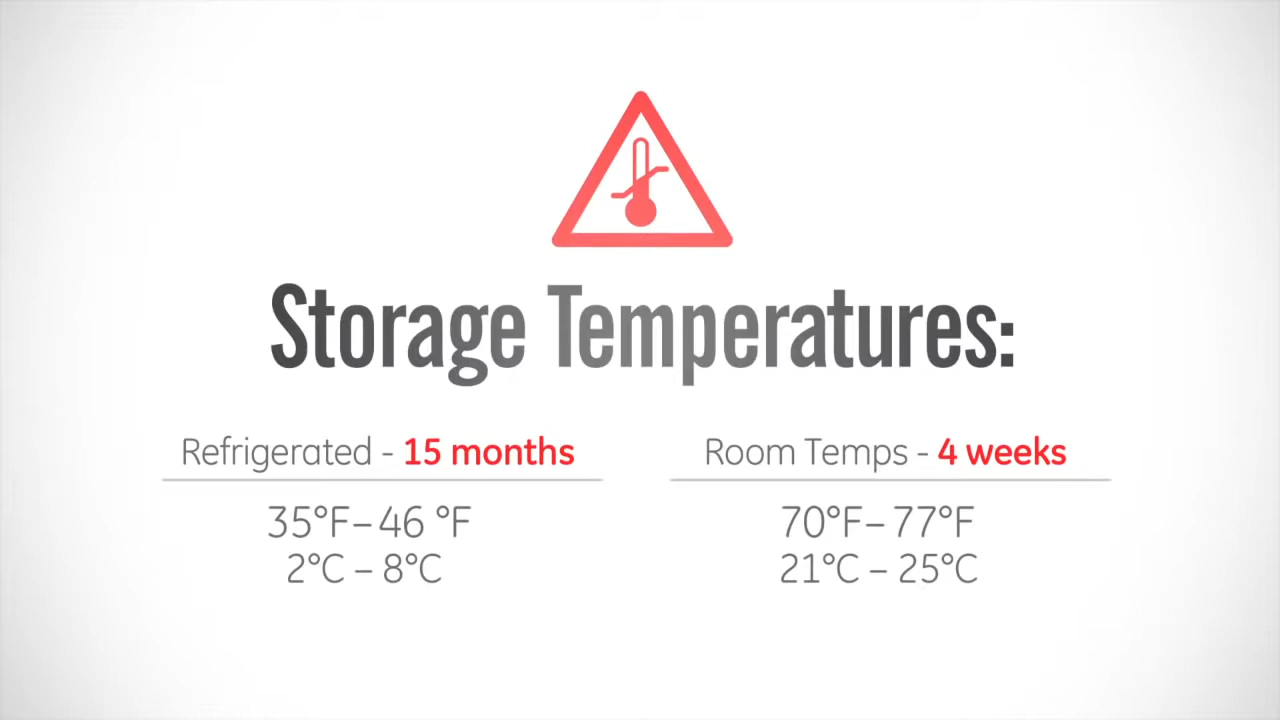 Storage Temperatures:
Refrigerated - 15 months
35°F – 46 °F
2°C – 8°C
Room Temps - 4 weeks
70°F – 77°F
21°C – 25°C